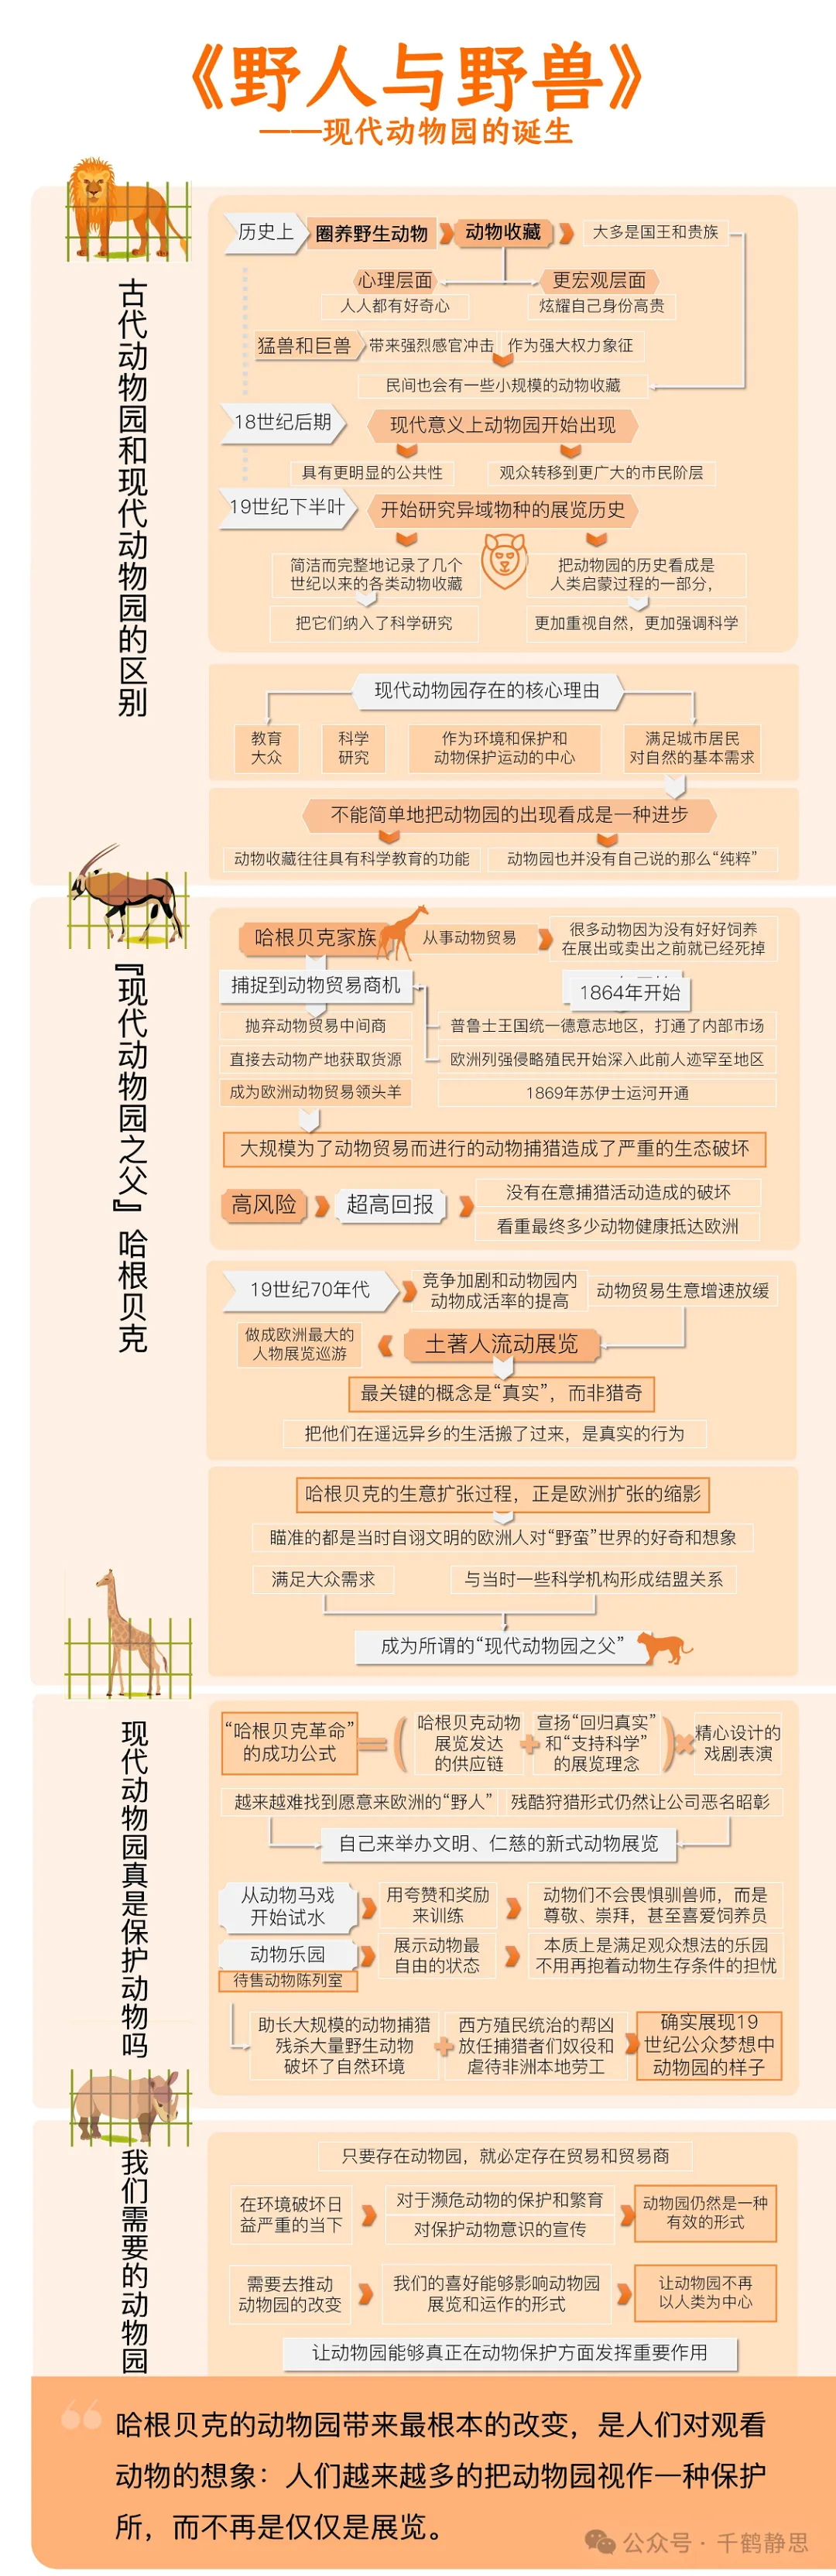 《野人与野兽》
——现代动物园的诞生
古代动物园和现代动物园的区别
历史上
圈养野生动物
动物收藏
大多是国王和贵族
心理层面
更宏观层面
人人都有好奇心
炫耀自己身份高贵
猛兽和巨兽
带来强烈感官冲击
作为强大权力象征
民间也会有一些小规模的动物收藏
18世纪后期
现代意义上动物园开始出现
具有更明显的公共性
观众转移到更广大的市民阶层
19世纪下半叶
开始研究异域物种的展览历史
简洁而完整地记录了几个
世纪以来的各类动物收藏
把动物园的历史看成是
人类启蒙过程的一部分,
把它们纳入了科学研究
更加重视自然，更加强调科学
现代动物园存在的核心理由
教育
大众
科学
研究
作为环境和保护和
动物保护运动的中心
满足城市居民
对自然的基本需求
不能简单地把动物园的出现看成是一种进步
动物收藏往往具有科学教育的功能
动物园也并没有自己说的那么“纯粹”
『现代动物园之父』哈根贝克
哈根贝克家族
从事动物贸易
很多动物因为没有好好饲养
在展出或卖出之前就已经死掉
捕捉到动物贸易商机
1864年开始
抛弃动物贸易中间商
普鲁士王国统一德意志地区，打通了内部市场
直接去动物产地获取货源
欧洲列强侵略殖民开始深入此前人迹罕至地区
成为欧洲动物贸易领头羊
1869年苏伊士运河开通
大规模为了动物贸易而进行的动物捕猎造成了严重的生态破坏
高风险
超高回报
没有在意捕猎活动造成的破坏
看重最终多少动物健康抵达欧洲
19世纪70年代
竞争加剧和动物园内
动物成活率的提高
动物贸易生意增速放缓
做成欧洲最大的
人物展览巡游
土著人流动展览
最关键的概念是“真实”，而非猎奇
把他们在遥远异乡的生活搬了过来，是真实的行为
哈根贝克的生意扩张过程，正是欧洲扩张的缩影
瞄准的都是当时自诩文明的欧洲人对“野蛮”世界的好奇和想象
满足大众需求
与当时一些科学机构形成结盟关系
成为所谓的“现代动物园之父”
现代动物园真是保护动物吗
“哈根贝克革命”
的成功公式
=
(
哈根贝克动物
展览发达
的供应链
+
宣扬“回归真实”
和“支持科学”
的展览理念
)
×
精心设计的
戏剧表演
越来越难找到愿意来欧洲的“野人”
残酷狩猎形式仍然让公司恶名昭彰
自己来举办文明、仁慈的新式动物展览
从动物马戏
开始试水
用夸赞和奖励
来训练
动物们不会畏惧驯兽师，而是
尊敬、崇拜，甚至喜爱饲养员
动物乐园
待售动物陈列室
展示动物最
自由的状态
本质上是满足观众想法的乐园
不用再抱着动物生存条件的担忧
助长大规模的动物捕猎
残杀大量野生动物
破坏了自然环境
+
西方殖民统治的帮凶
放任捕猎者们奴役和
虐待非洲本地劳工
确实展现19
世纪公众梦想中
动物园的样子
我们需要的动物园
只要存在动物园，就必定存在贸易和贸易商
在环境破坏日
益严重的当下
对于濒危动物的保护和繁育
对保护动物意识的宣传
动物园仍然是一种
有效的形式
需要去推动
动物园的改变
我们的喜好能够影响动物园
展览和运作的形式
让动物园不再
以人类为中心
让动物园能够真正在动物保护方面发挥重要作用
“
哈根贝克的动物园带来最根本的改变，是人们对观看
动物的想象：人们越来越多的把动物园视作一种保护
所，而不再是仅仅是展览。
公众号·千鹤静思